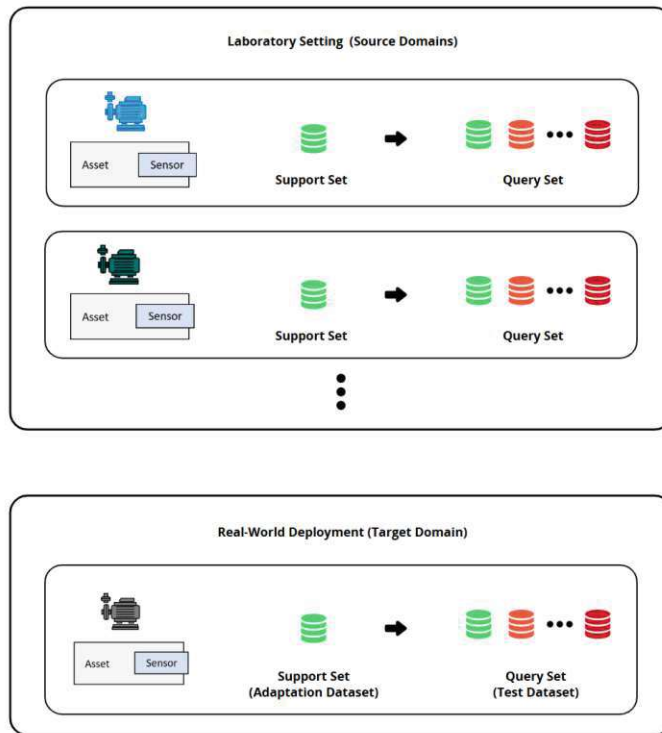 Laboratory Setting (Source Domains)
Asset
Sensor
Support Set
Query Set
Asset
Sensor
Support Set
Query Set
Real-World Deployment (Target Domain)
Asset
Sensor
Support Set
(Adaptation Dataset)
Query Set
(Test Dataset)